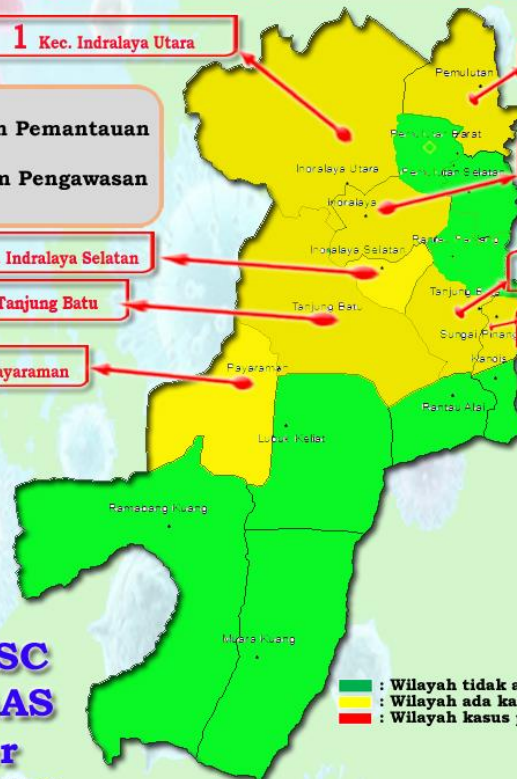 1 Kec. Indralaya Utara
Pemulutan
n Pemantauan
Pemulutan Barat
n Pengawasan
Indralaya Utara
Pemulutan Selatan
Indralaya
Indralaya Selatan
Indralaya Selatan
Tanjung
Tanjung Batu
Tanjung Batu
Sungai Pinang
Kandis
Payaraman
ayaraman
Rantau Alai
Lubuk Keliat
Ramabang Kuang
Muara Kuang
SC
AS
r
: Wilayah tidak a
: Wilayah ada ka
: Wilayah kasus p